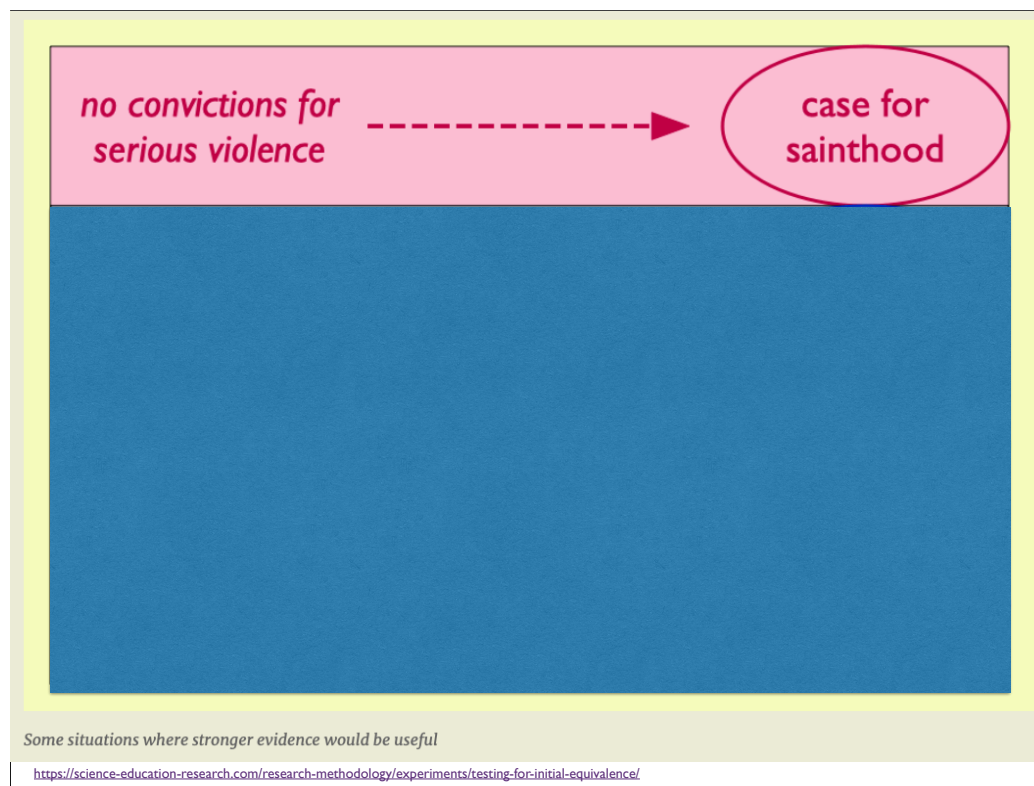 no convictions for
serious violence
case for
sainthood
Some situations where stronger evidence would be useful
https://science-education-research.com/research-methodology/experiments/testing-for-initial-equivalence/